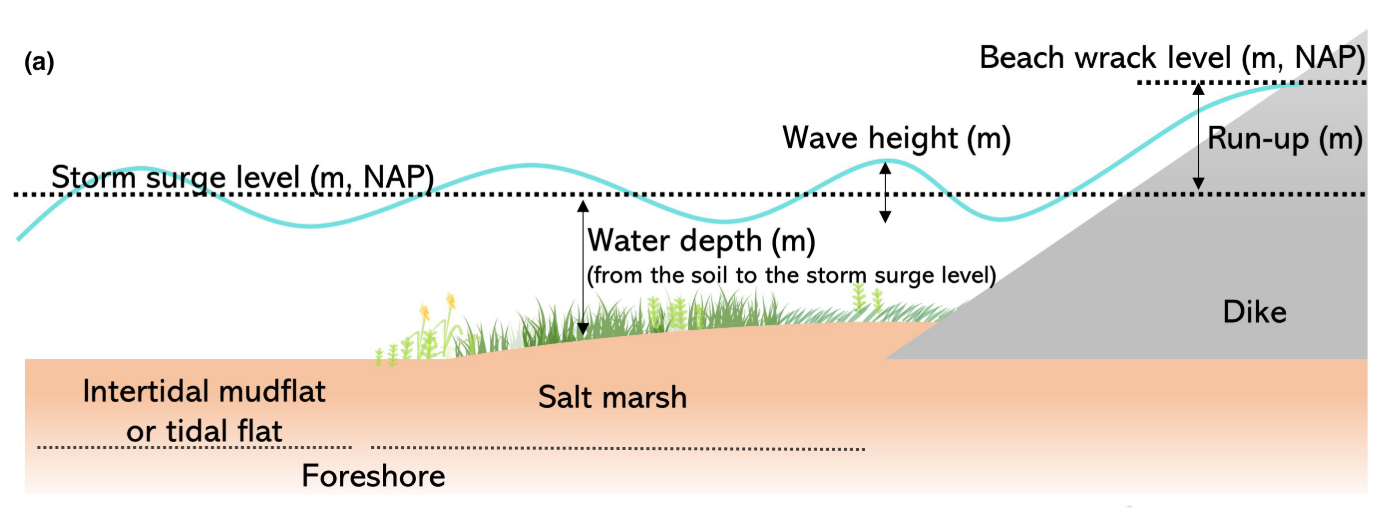 (a)
Beach wrack level (m, NAP)
Wave height (m)
Run-up (m)
Storm surge level (m, NAP)
Water depth (m)
(from the soil to the storm surge level)
Dike
Intertidal mudflat
or tidal flat
Salt marsh
Foreshore